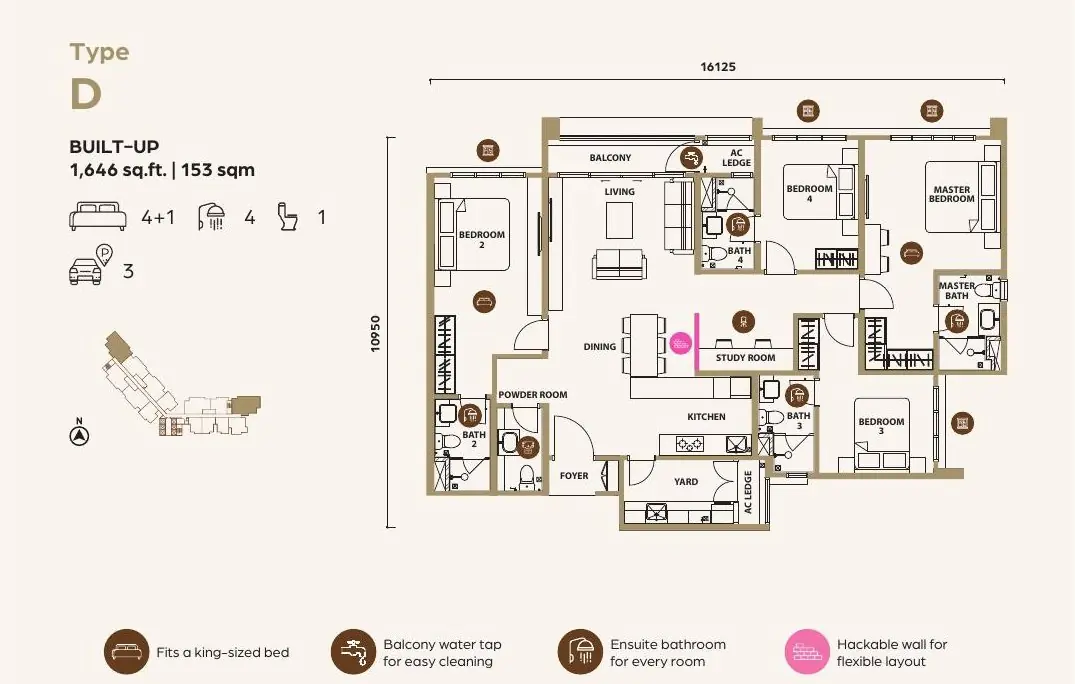 Type
D
BUILT-UP
1,646 sq.ft. | 153 sqm
4+1
4
1
P
3
N
16125
10950
BALCONY
AC
LEDGE
LIVING
BEDROOM
2
BEDROOM
4
MASTER
BEDROOM
BATH
4
MASTER
BATH
DINING
STUDY ROOM
POWDER ROOM
KITCHEN
BATH
2
BATH
3
BEDROOM
3
FOYER
YARD
AC LEDGE
Fits a king-sized bed
Balcony water tap
for easy cleaning
Ensuite bathroom
for every room
Hackable wall for
flexible layout